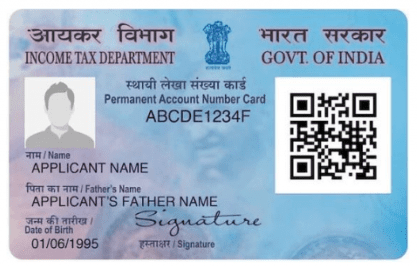 आयकर विभाग
INCOME TAX DEPARTMENT
भारत सरकार
GOVT. OF INDIA
स्थायी लेखा संख्या कार्ड
Permanent Account Number Card
ABCDE1234F
नाम / Name
APPLICANT NAME
पिता का नाम / Father's Name
APPLICANT'S FATHER NAME
जन्म की तारीख /
Date of Birth
01/06/1995
Signature
हस्ताक्षर / Signature